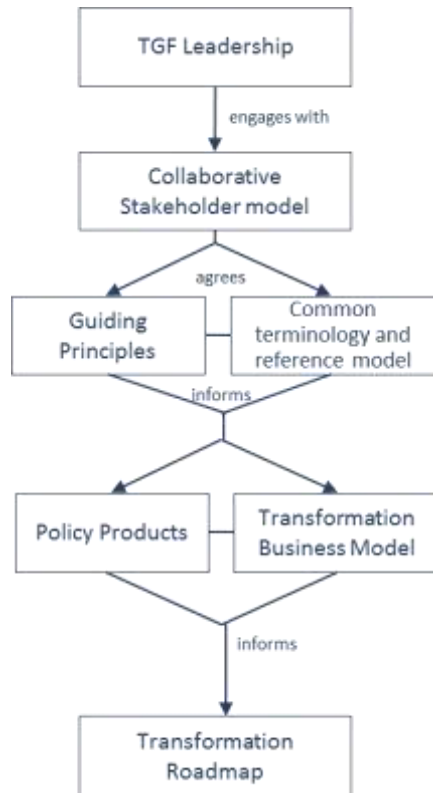 TGF Leadership
engages with
Collaborative
Stakeholder model
agrees
Guiding
Principles
Common
terminology and
reference model
informs
Policy Products
Transformation
Business Model
informs
Transformation
Roadmap